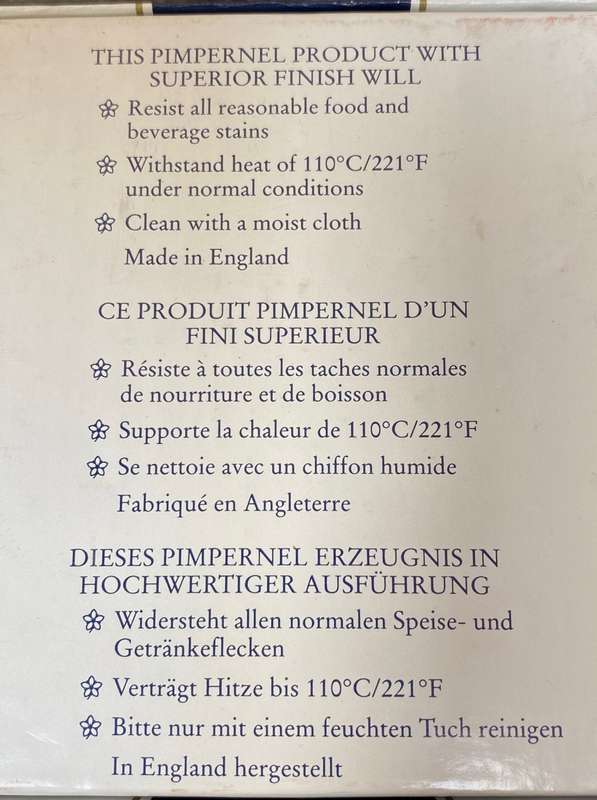 THIS PIMPERNEL PRODUCT WITH
SUPERIOR FINISH WILL
Resist all reasonable food and
beverage stains
Withstand heat of 110°C/221°F
under normal conditions
Clean with a moist cloth
Made in England
CE PRODUIT PIMPERNEL D'UN
FINI SUPERIEUR
Résiste à toutes les taches normales
de nourriture et de boisson
Supporte la chaleur de 110°C/221°F
Se nettoie avec un chiffon humide
Fabriqué en Angleterre
DIESES PIMPERNEL ERZEUGNIS IN
HOCHWERTIGER AUSFÜHRUNG
Widersteht allen normalen Speise- und
Getränkeflecken
Verträgt Hitze bis 110°C/221°F
Bitte nur mit einem feuchten Tuch reinigen
In England hergestellt